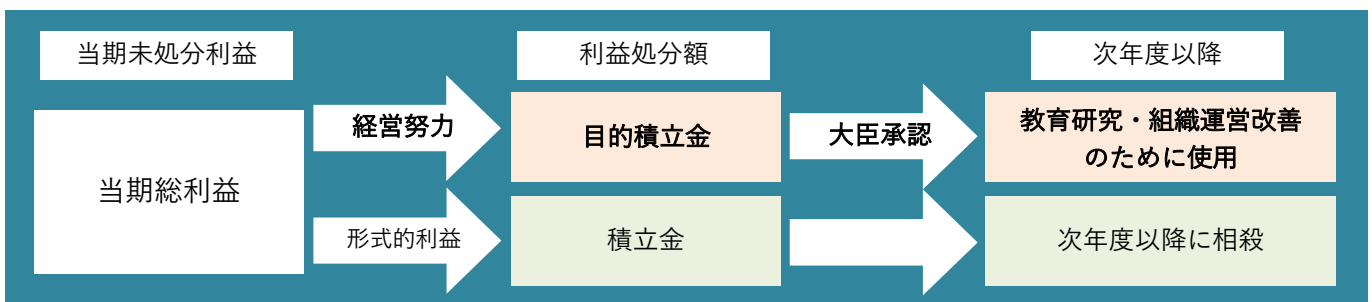 当期未処分利益
利益処分額
次年度以降
当期総利益
経営努力
目的積立金
大臣承認
教育研究・組織運営改善
のために使用
形式的利益
積立金
次年度以降に相殺